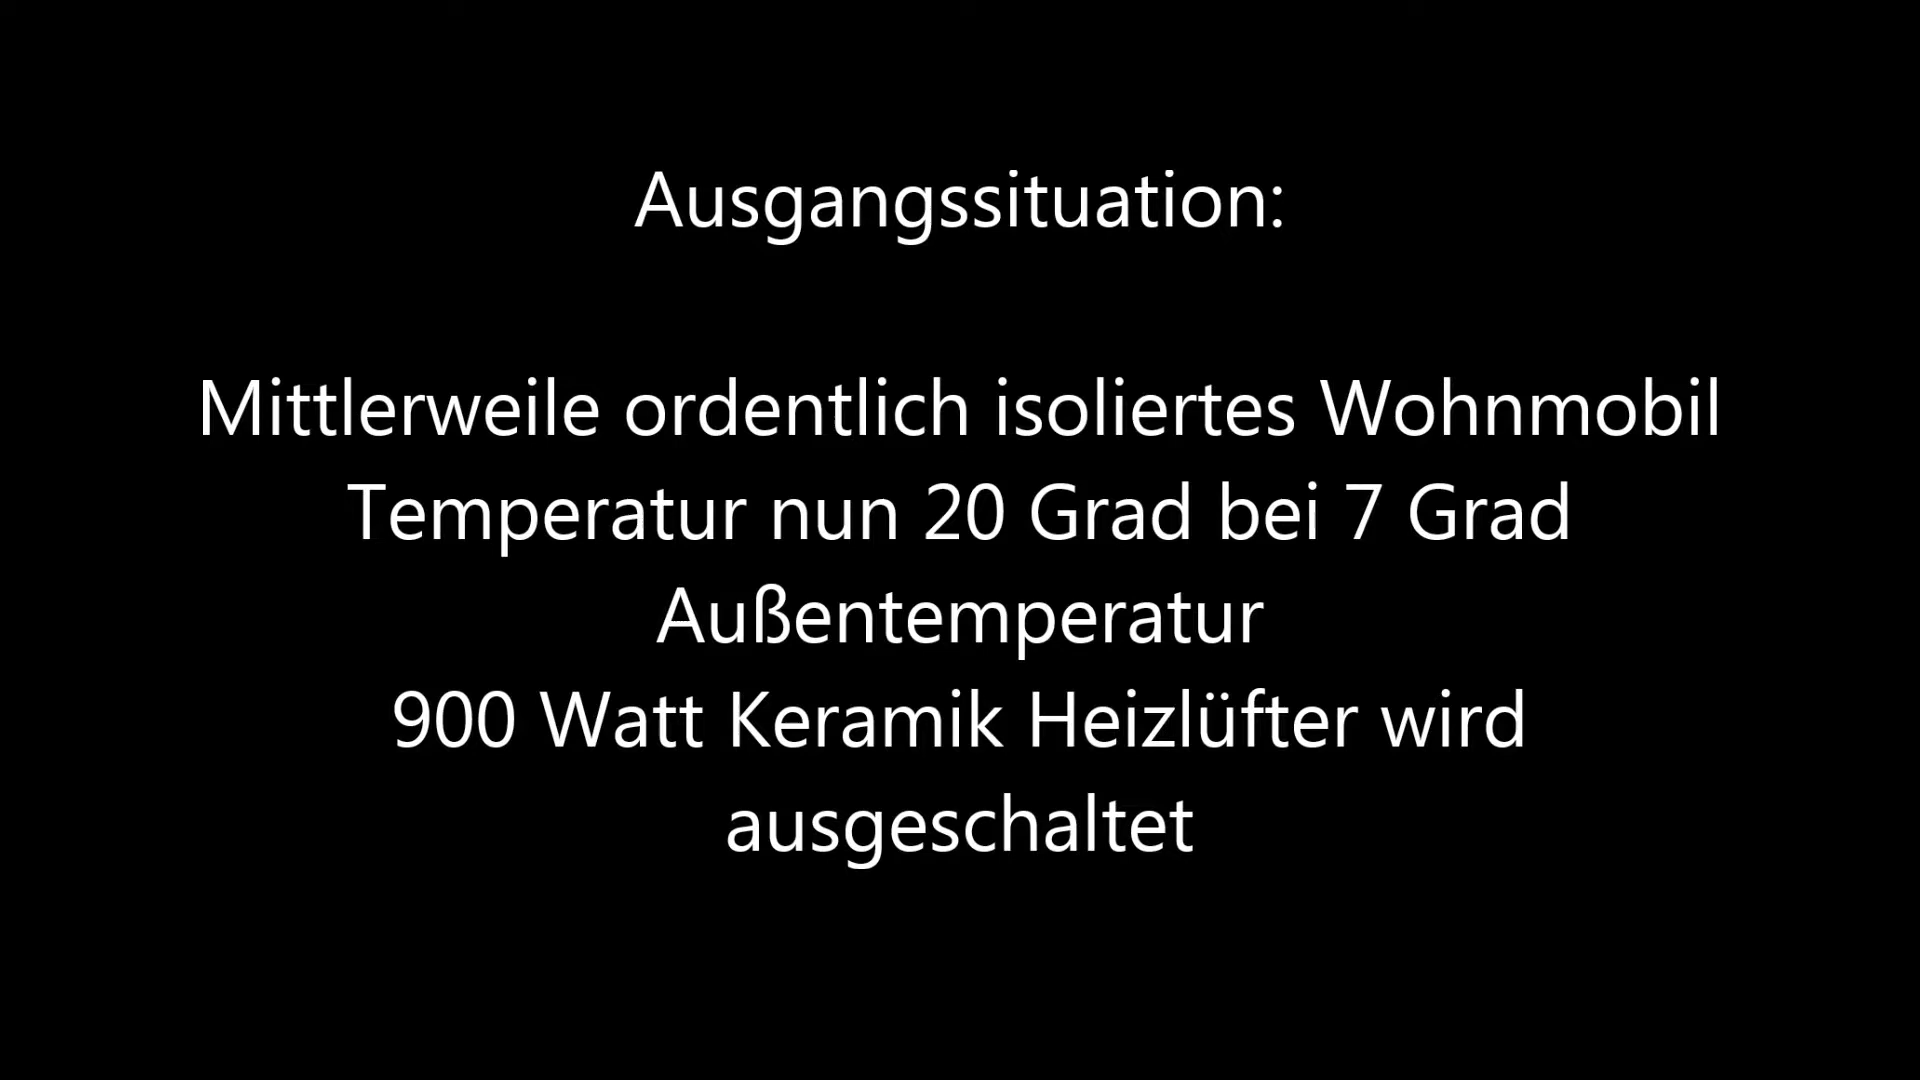 Ausgangssituation:
Mittlerweile ordentlich isoliertes Wohnmobil
Temperatur nun 20 Grad bei 7 Grad
Außentemperatur
900 Watt Keramik Heizlüfter wird
ausgeschaltet